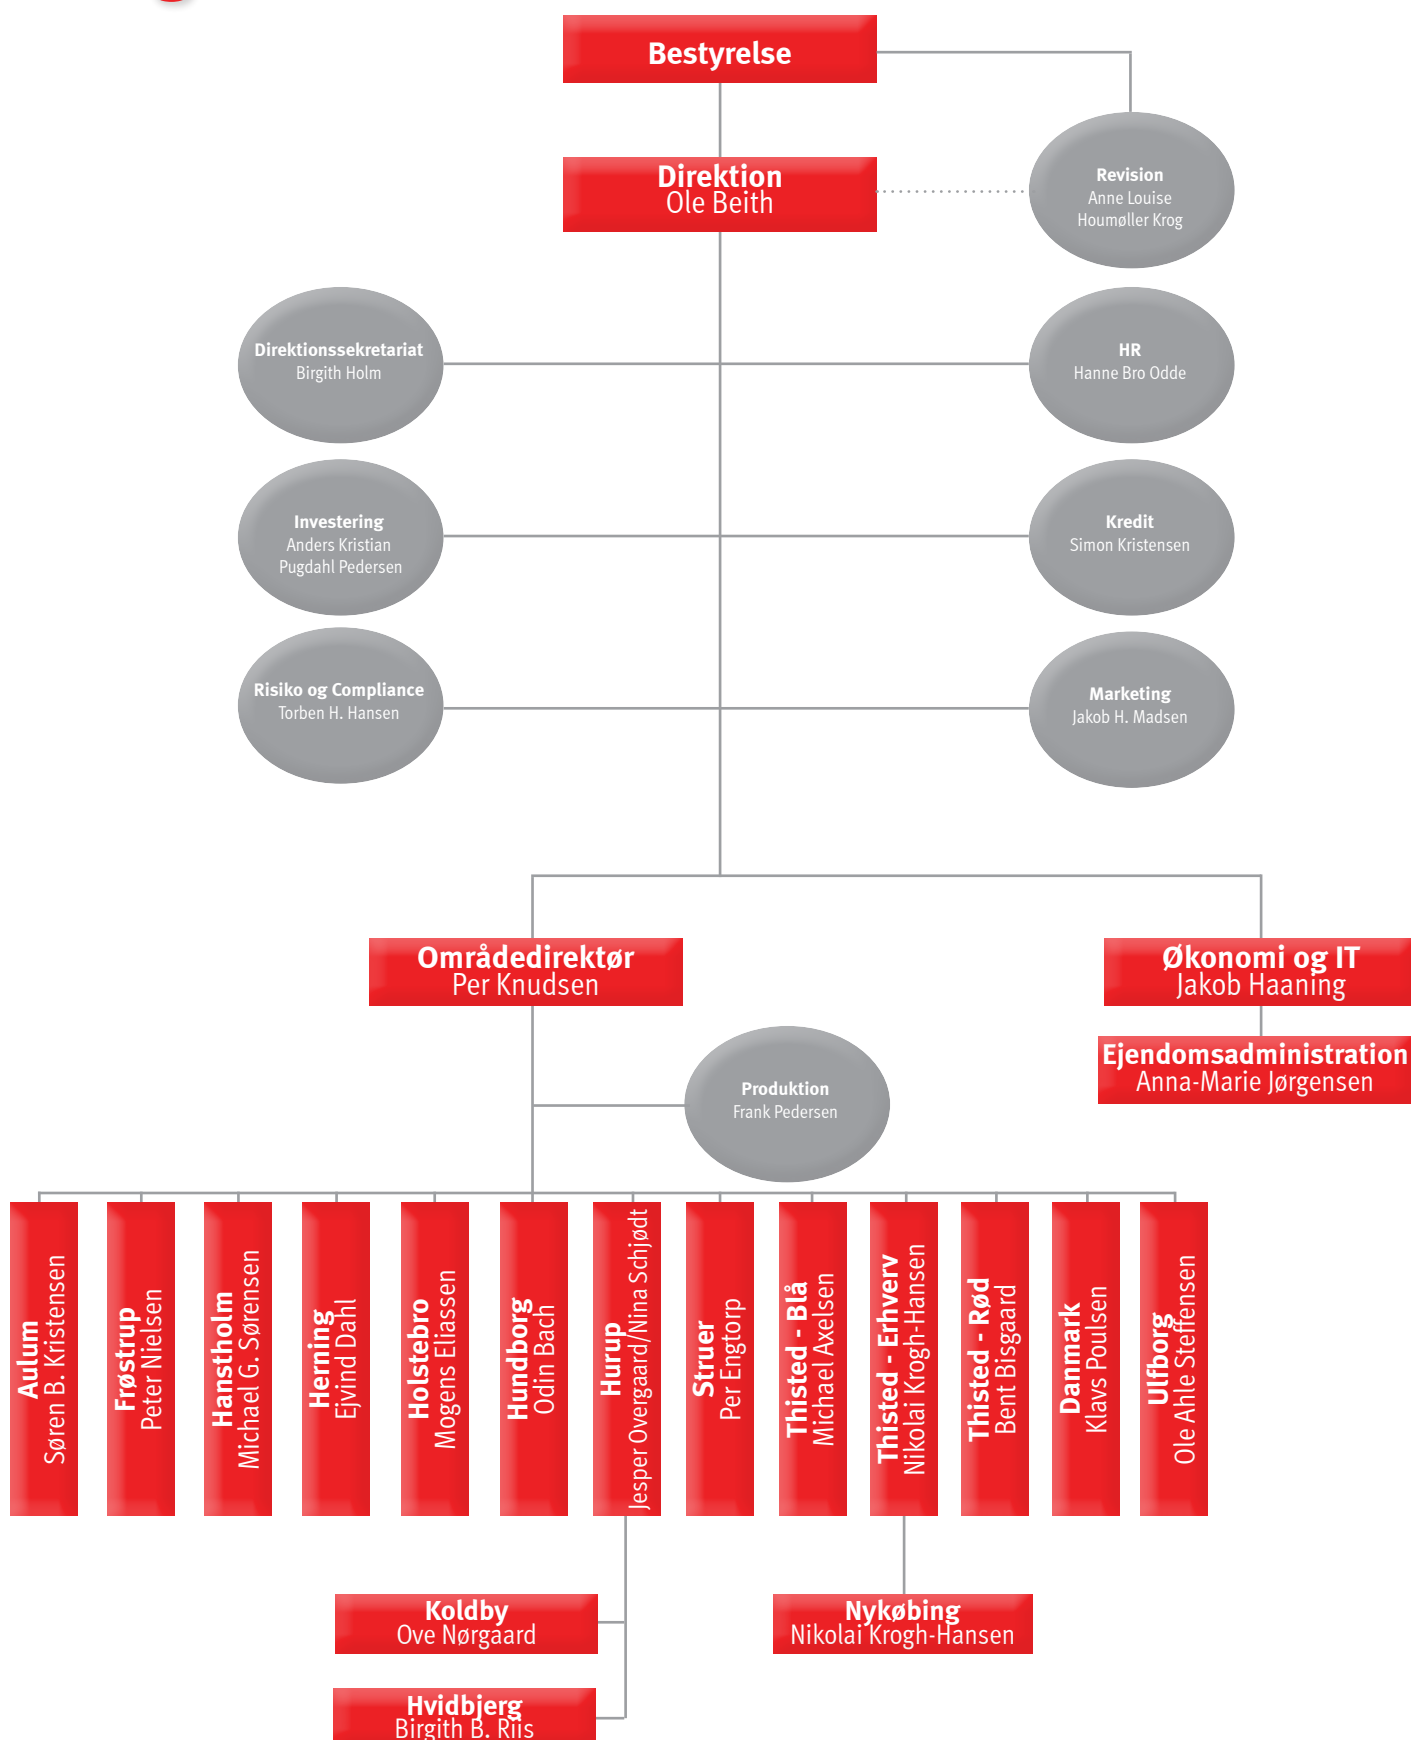 Bestyrelse
Direktion
Ole Beith
Revision
Anne Louise
Houmøller Krog
Direktionssekretariat
Birgith Holm
HR
Hanne Bro Odde
Investering
Anders Kristian
Pugdahl Pedersen
Kredit
Simon Kristensen
Risiko og Compliance
Torben H. Hansen
Marketing
Jakob H. Madsen
Områdedirektør
Per Knudsen
Økonomi og IT
Jakob Haaning
Ejendomsadministration
Anna-Marie Jørgensen
Produktion
Frank Pedersen
Aulum
Søren B. Kristensen
Frøstrup
Peter Nielsen
Hanstholm
Michael G. Sørensen
Herning
Ejvind Dahl
Holstebro
Mogens Eliassen
Hundborg
Odin Bach
Hurup
Jesper Overgaard/Nina Schjødt
Struer
Per Engtorp
Thisted - Blå
Michael Axelsen
Thisted - Erhverv
Nikolai Krogh-Hansen
Thisted - Rød
Bent Bisgaard
Danmark
Klavs Poulsen
Ulfborg
Ole Ahle Steffensen
Koldby
Ove Nørgaard
Nykøbing
Nikolai Krogh-Hansen
Hvidbjerg
Birgith B. Riis